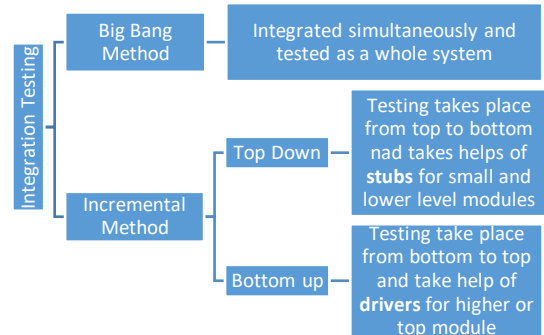 Integration Testing
Big Bang
Method
Integrated simultaneously and
tested as a whole system
Incremental
Method
Top Down
Testing takes place
from top to bottom
nad takes helps of
stubs for small and
lower level modules
Bottom up
Testing take place
from bottom to top
and take help of
drivers for higher or
top module